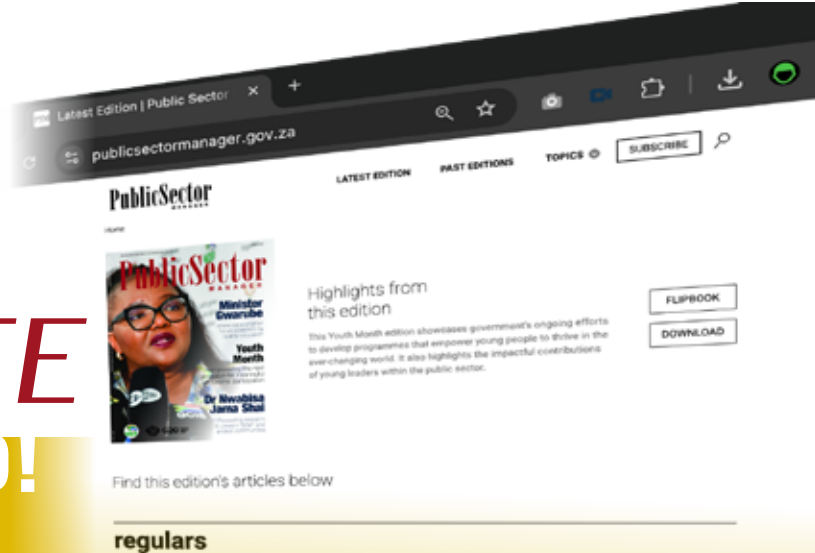 Latest Edition | Public Sector
publicsectormanager.gov.za
PublicSector
MANAGER
LATEST EDITION
PAST EDITIONS
TOPICS
SUBSCRIBE
Home
PublicSector
MANAGER
Minister
Gwarube
Youth
Month
Dr Nwabisa
Jama Shai
Highlights from
this edition
This Youth Month edition showcases government's ongoing efforts
to develop programmes that empower young people to thrive in the
ever-changing world. It also highlights the impactful contributions
of young leaders within the public sector.
FLIPBOOK
DOWNLOAD
TE
!
Find this edition's articles below
regulars